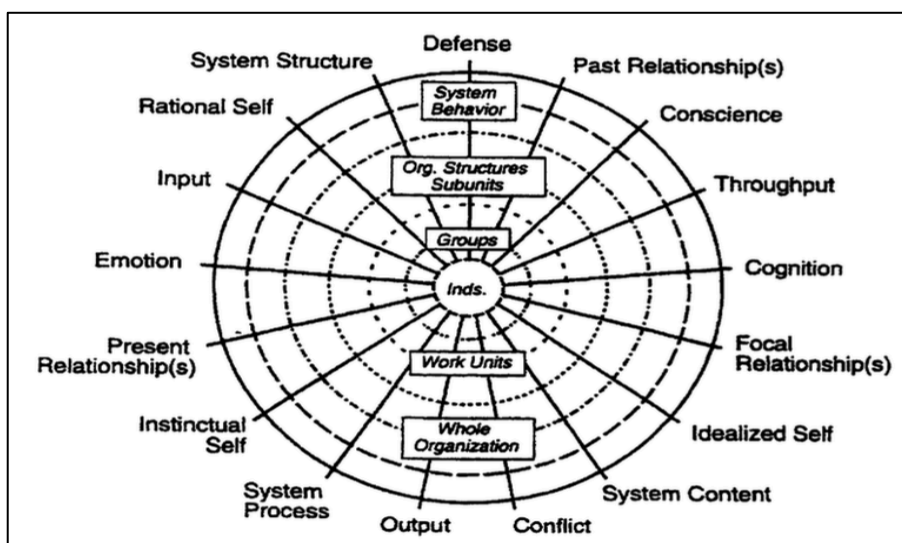 Defense
System Structure
Past Relationship(s)
System
Behavior
Rational Self
Conscience
Org. Structures
Subunits
Input
Throughput
Groups
Emotion
Cognition
Inds.
Present
Relationship(s)
Focal
Relationship(s)
Work Units
Instinctual
Self
Idealized Self
Whole
Organization
System
Process
System Content
Output
Conflict